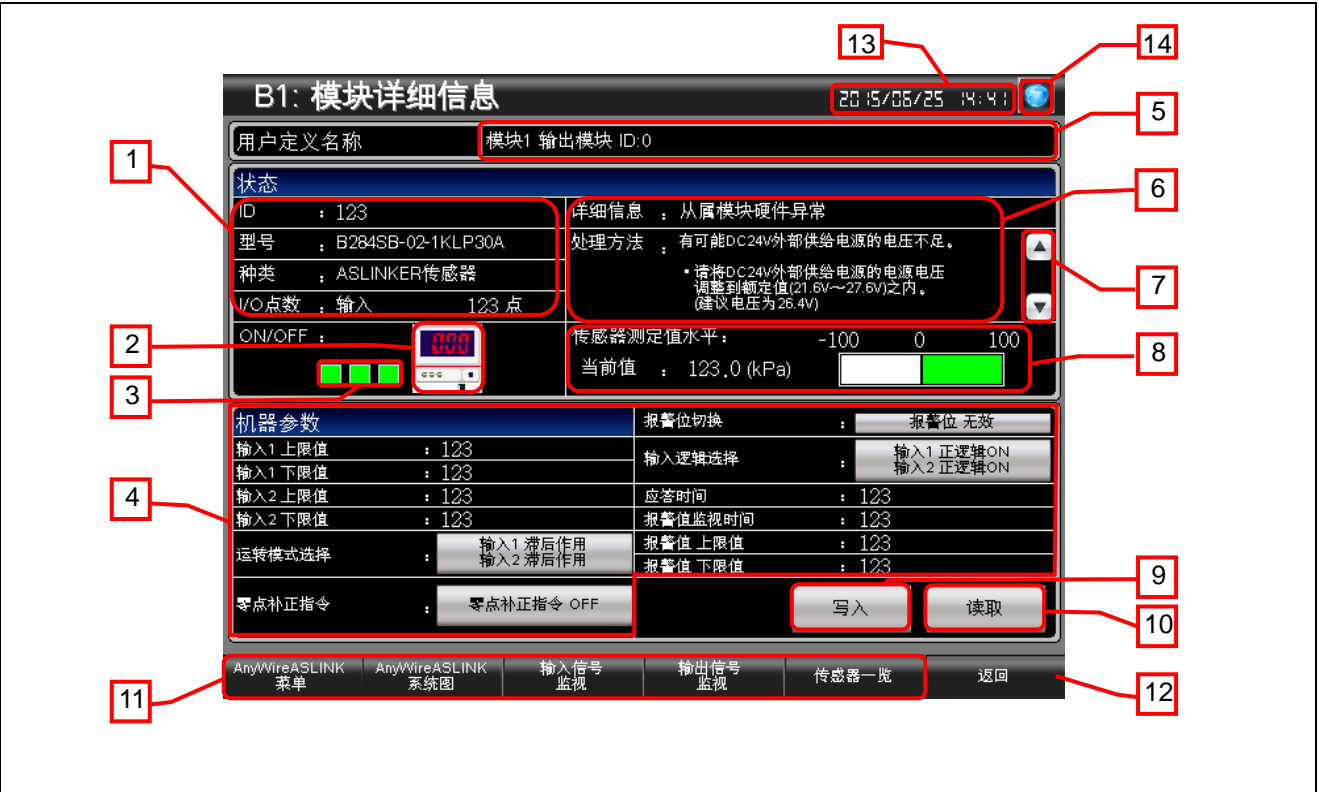 13
14
B1: 模块详细信息
2015/06/25 14:41
5
用户定义名称
模块1 输出模块 ID:0
1
状态
6
ID : 123
详细信息 : 从属模块硬件异常
型号 : B284SB-02-1KLP30A
处理方法 : 有可能DC24V外部供给电源的电压不足。
种类 : ASLINKER传感器
・请将DC24V外部供给电源的电源电压
调整到额定值(21.6V～27.6V)之内。
(建议电压为26.4V)
7
I/O点数 : 输入 123 点
2
ON/OFF :
000
传感器测定值水平: -100 0 100
8
当前值 : 123.0 (kPa)
3
机器参数
报警位切换 : 报警位 无效
输入1 上限值 : 123
输入逻辑选择 : 输入1 正逻辑ON
输入2 正逻辑ON
输入1 下限值 : 123
4
输入2 上限值 : 123
应答时间 : 123
输入2 下限值 : 123
报警值监视时间 : 123
运转模式选择 : 输入1 滞后作用
输入2 滞后作用
报警值 上限值 : 123
报警值 下限值 : 123
9
零点补正指令 : 零点补正指令 OFF
写入
读取
10
AnyWireASLINK
菜单
AnyWireASLINK
系统图
输入信号
监视
输出信号
监视
传感器一览
返回
11
12